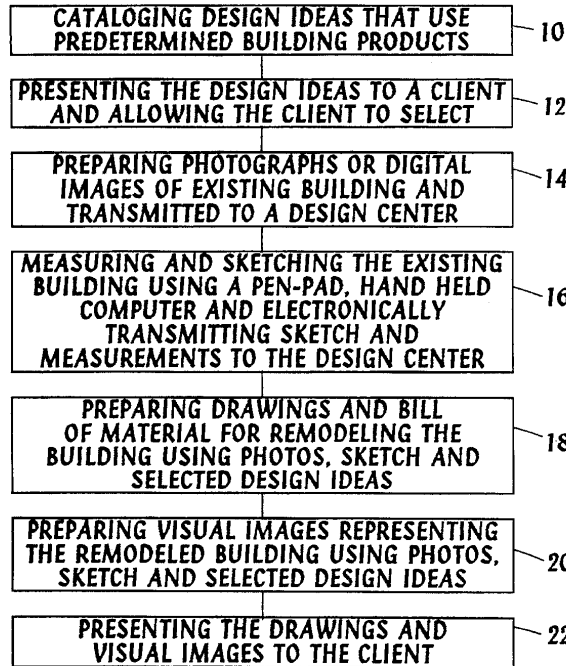 CATALOGING DESIGN IDEAS THAT USE
PREDETERMINED BUILDING PRODUCTS
10
PRESENTING THE DESIGN IDEAS TO A CLIENT
AND ALLOWING THE CLIENT TO SELECT
12
PREPARING PHOTOGRAPHS OR DIGITAL
IMAGES OF EXISTING BUILDING AND
TRANSMITTED TO A DESIGN CENTER
14
MEASURING AND SKETCHING THE EXISTING
BUILDING USING A PEN-PAD, HAND HELD
COMPUTER AND ELECTRONICALLY
TRANSMITTING SKETCH AND
MEASUREMENTS TO THE DESIGN CENTER
16
PREPARING DRAWINGS AND BILL
OF MATERIAL FOR REMODELING THE
BUILDING USING PHOTOS, SKETCH AND
SELECTED DESIGN IDEAS
18
PREPARING VISUAL IMAGES REPRESENTING
THE REMODELED BUILDING USING PHOTOS,
SKETCH AND SELECTED DESIGN IDEAS
20
PRESENTING THE DRAWINGS AND
VISUAL IMAGES TO THE CLIENT
22